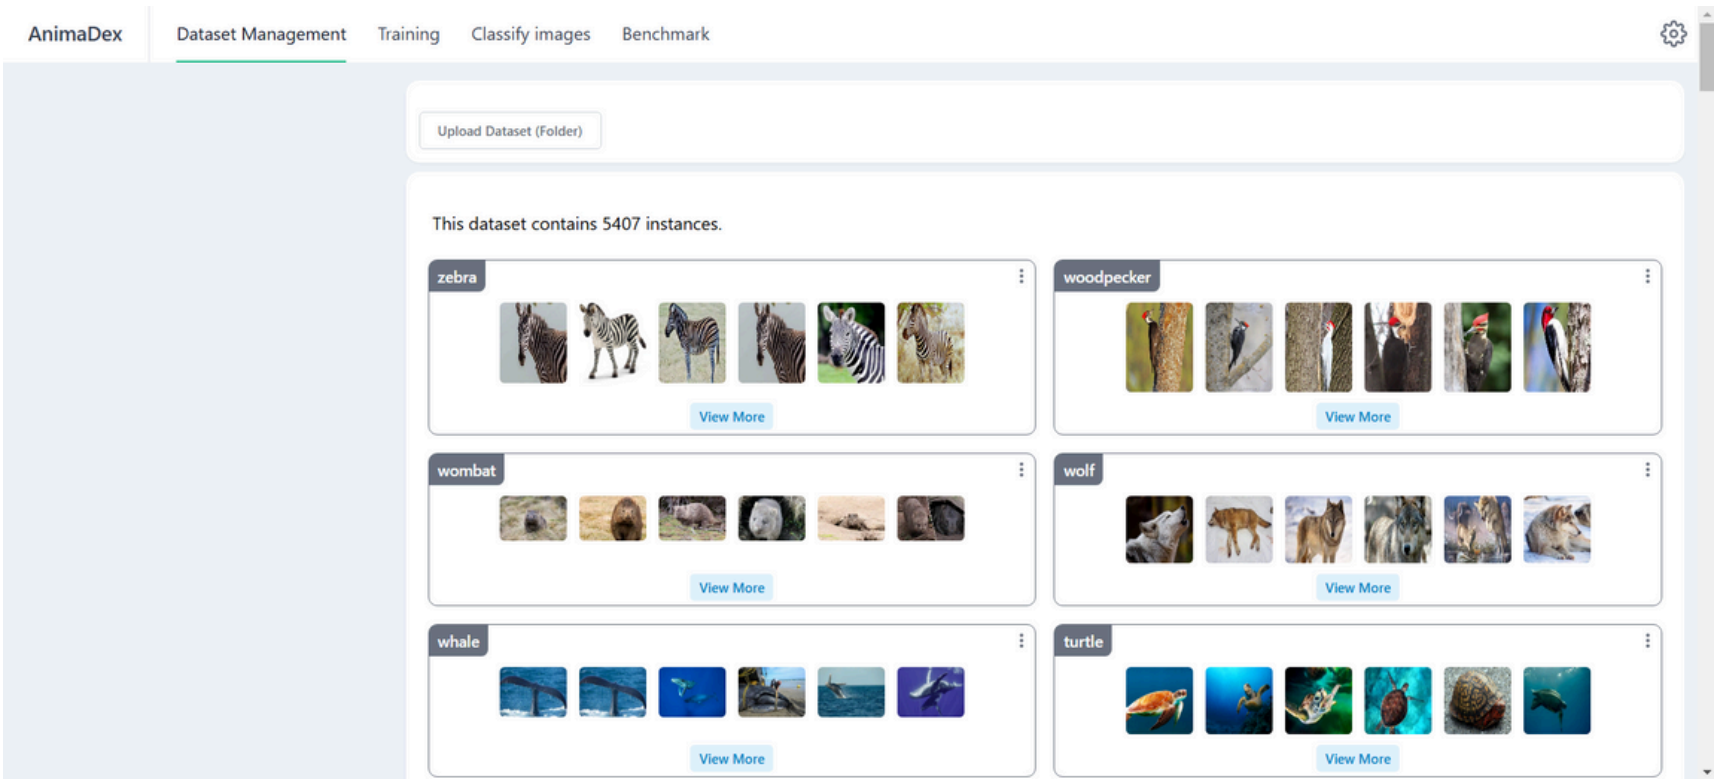 AnimaDex Dataset Management Training Classify images Benchmark
Upload Dataset (Folder)
This dataset contains 5407 instances.
zebra
View More
woodpecker
View More
wombat
View More
wolf
View More
whale
View More
turtle
View More